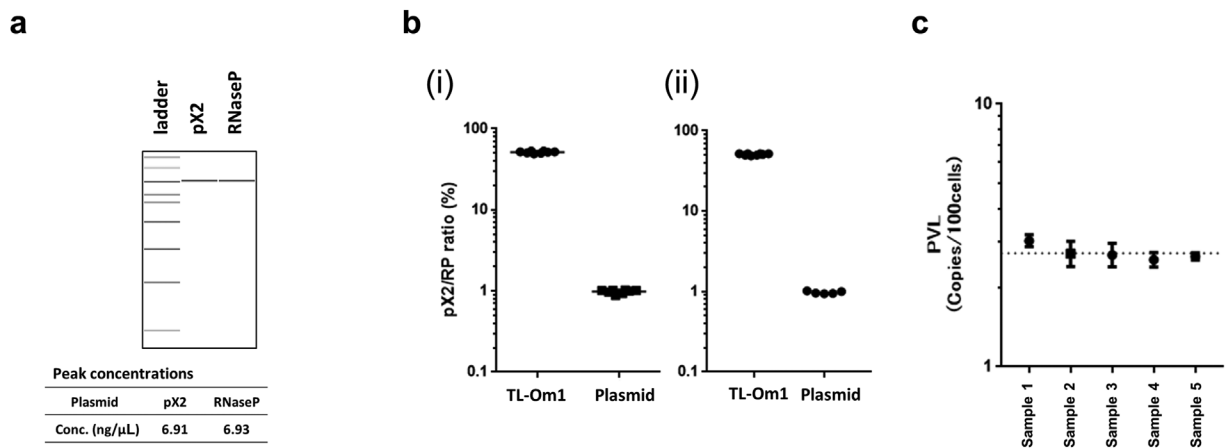 a
ladder
pX2
RNaseP
Peak concentrations
Plasmid pX2 RNaseP
Conc. (ng/μL) 6.91 6.93
b
(i)
pX2/RP ratio (%)
100
10
1
0.1
TL-Om1 Plasmid
(ii)
100
10
1
0.1
TL-Om1 Plasmid
c
PVL
(Copies/100cells)
10
1
Sample 1
Sample 2
Sample 3
Sample 4
Sample 5